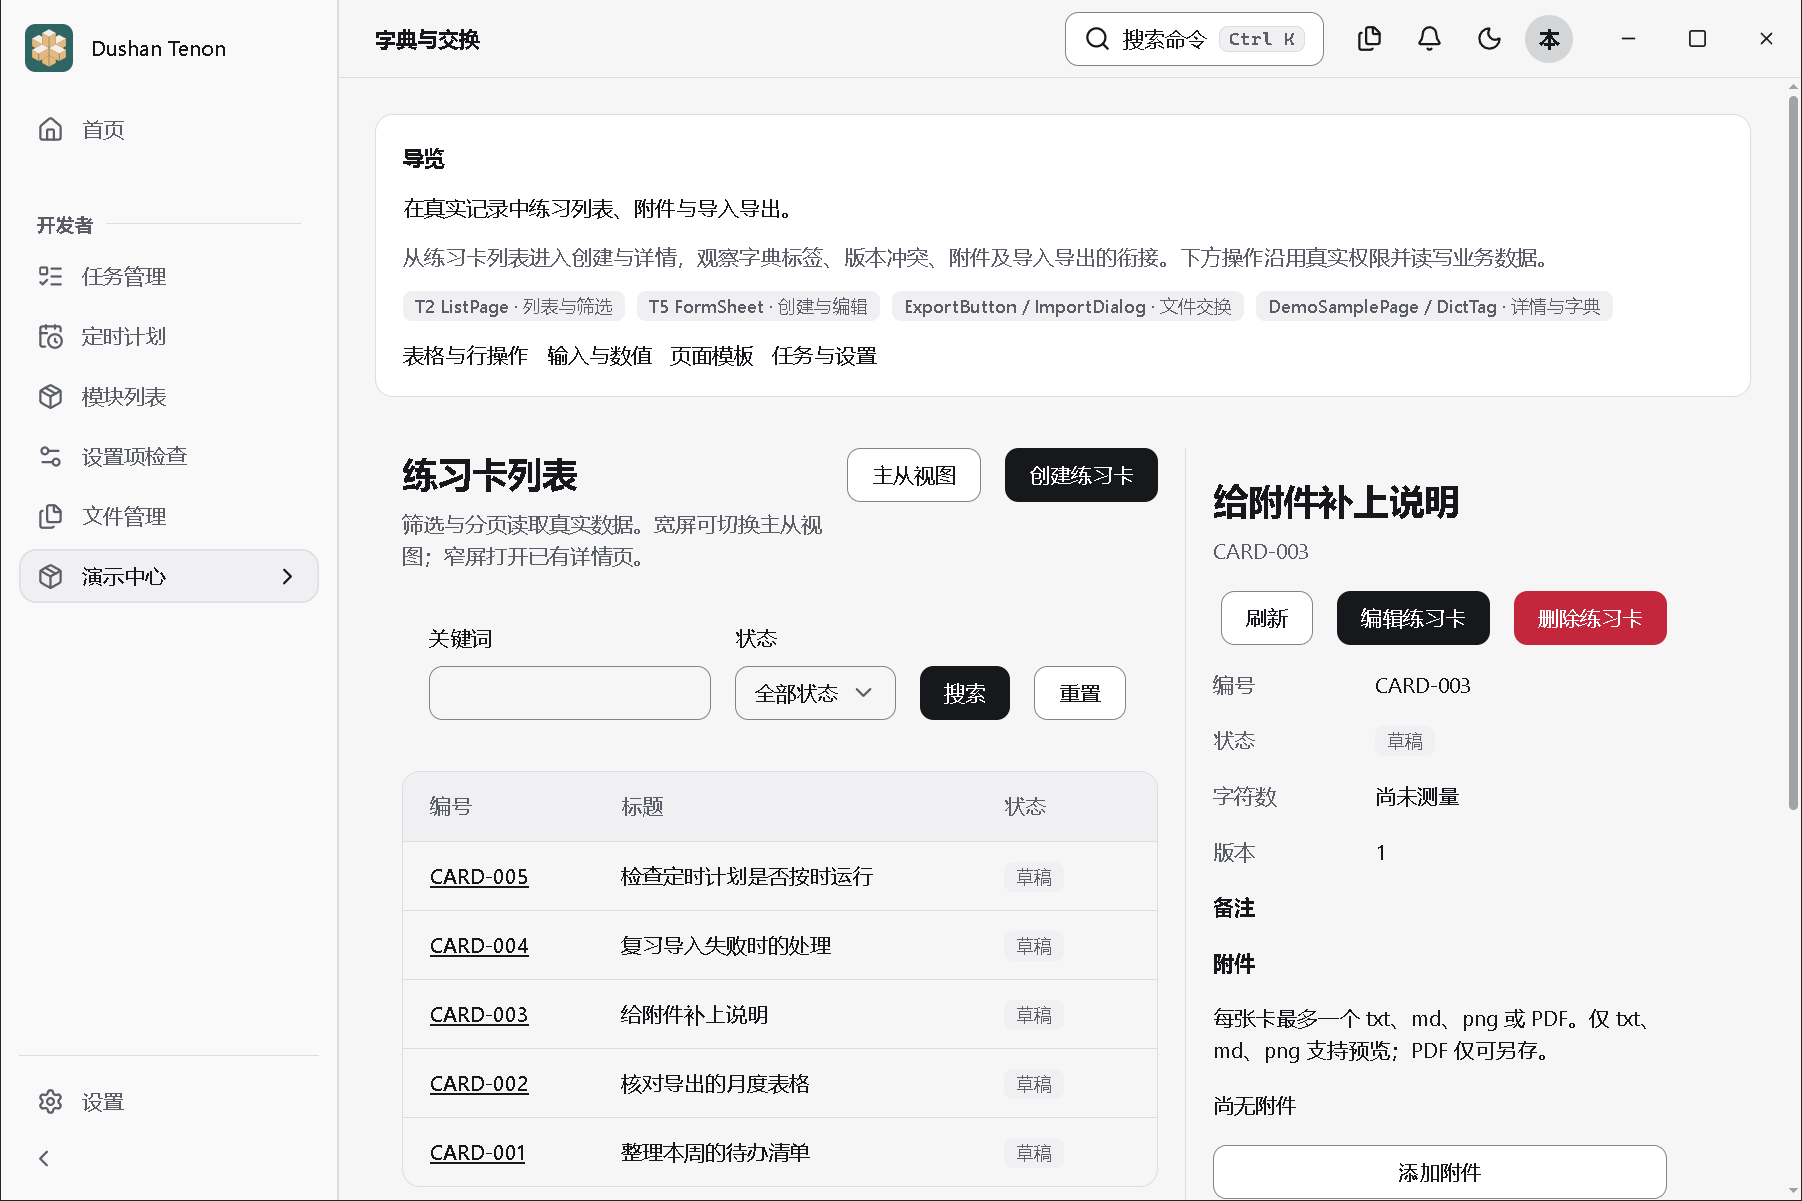 Dushan Tenon
首页
开发者
任务管理
定时计划
模块列表
设置项检查
文件管理
演示中心
设置
字典与交换
搜索命令 Ctrl K
本
导览
在真实记录中练习列表、附件与导入导出。
从练习卡列表进入创建与详情，观察字典标签、版本冲突、附件及导入导出的衔接。下方操作沿用真实权限并读写业务数据。
T2 ListPage · 列表与筛选 T5 FormSheet · 创建与编辑 ExportButton / ImportDialog · 文件交换 DemoSamplePage / DictTag · 详情与字典
表格与行操作 输入与数值 页面模板 任务与设置
练习卡列表
主从视图 创建练习卡
筛选与分页读取真实数据。宽屏可切换主从视
图；窄屏打开已有详情页。
关键词 状态
全部状态 搜索 重置
编号 标题 状态
CARD-005 检查定时计划是否按时运行 草稿
CARD-004 复习导入失败时的处理 草稿
CARD-003 给附件补上说明 草稿
CARD-002 核对导出的月度表格 草稿
CARD-001 整理本周的待办清单 草稿
给附件补上说明
CARD-003
刷新 编辑练习卡 删除练习卡
编号 CARD-003
状态 草稿
字符数 尚未测量
版本 1
备注
附件
每张卡最多一个 txt、md、png 或 PDF。仅 txt、
md、png 支持预览；PDF 仅可另存。
尚无附件
添加附件